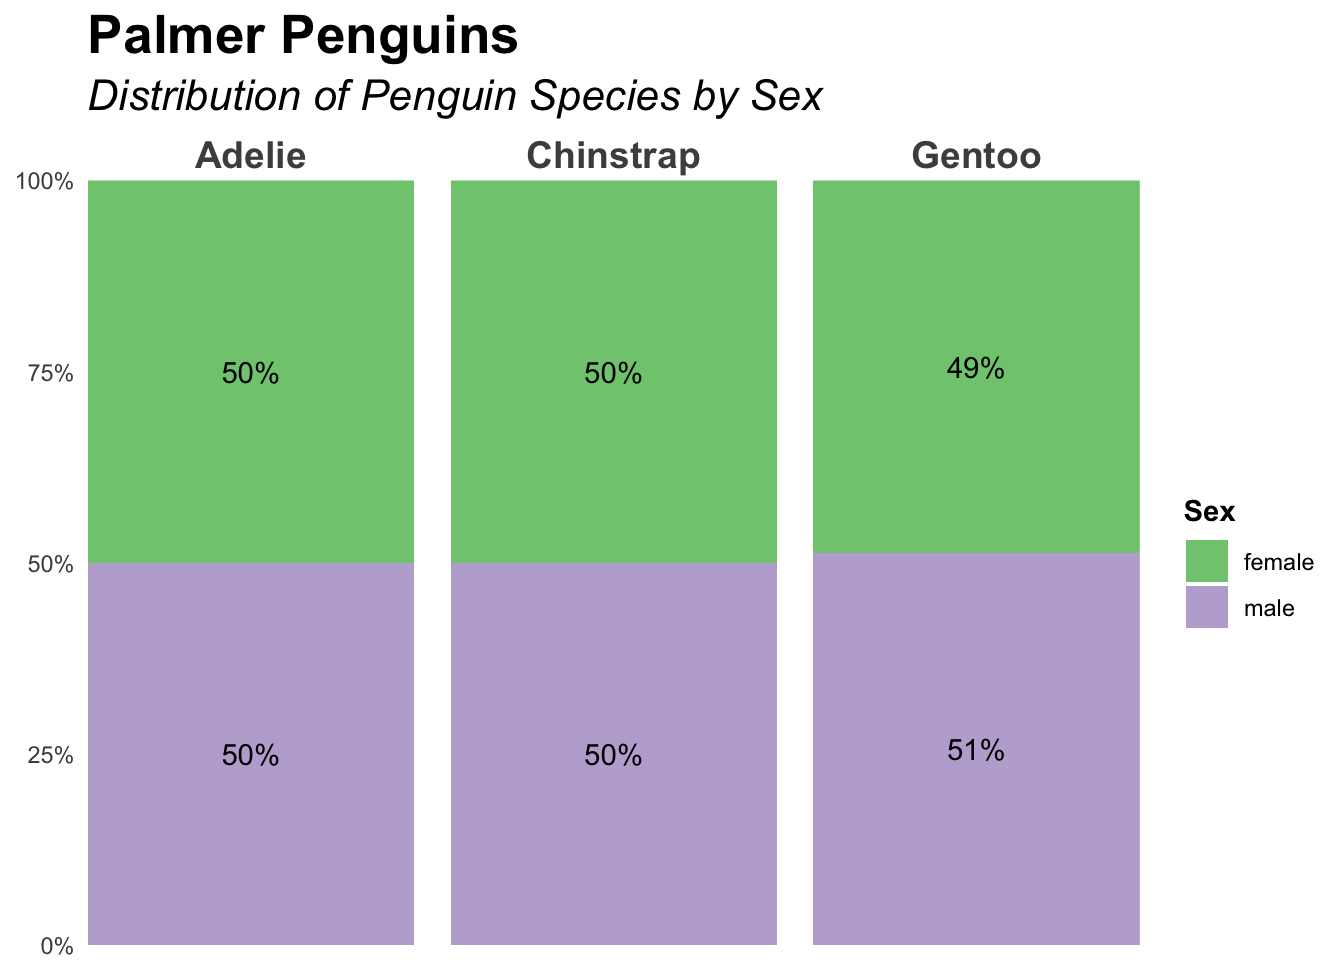 Palmer Penguins
Distribution of Penguin Species by Sex
Adelie Chinstrap Gentoo
100%
75%
50%
25%
0%
50% 50% 49%
50% 50% 51%
Sex
female
male